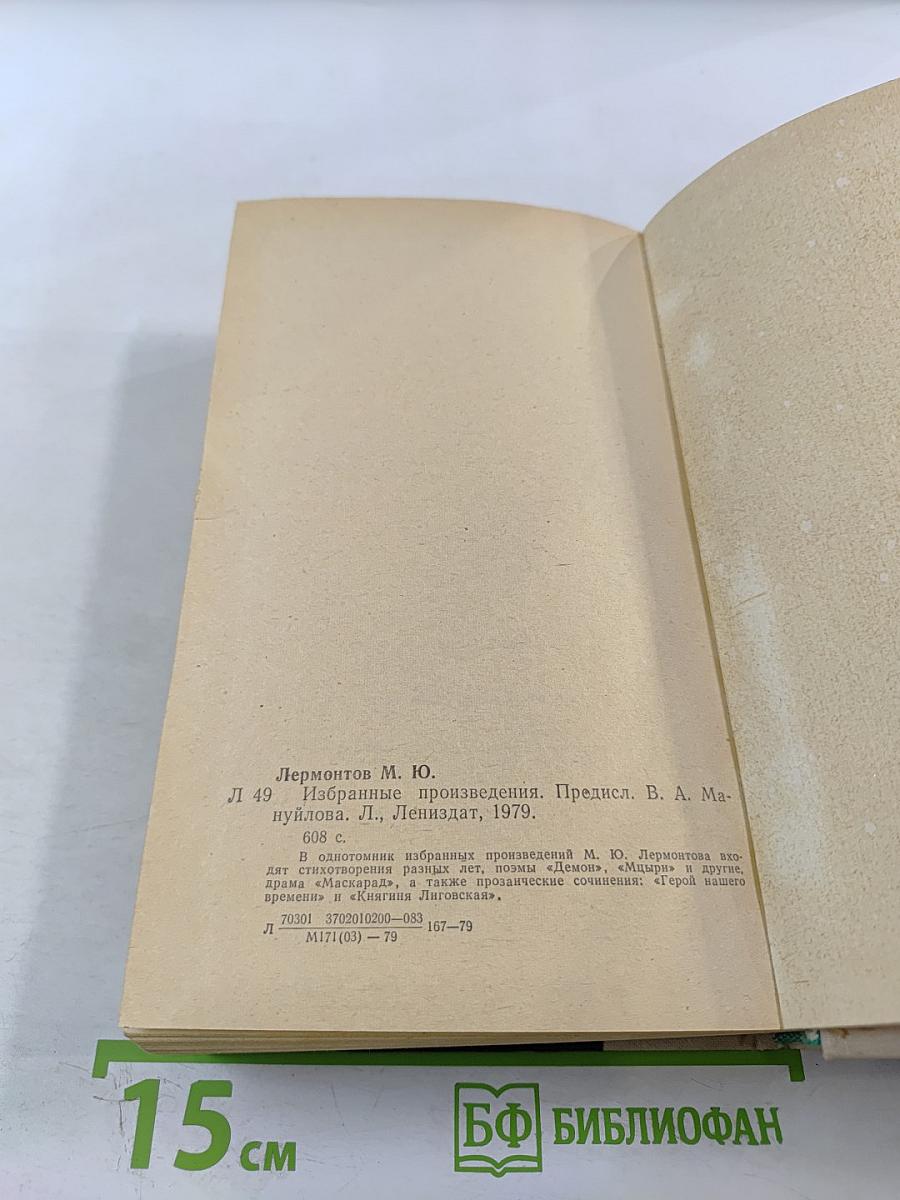 Лермонтов М. Ю.
Л 49 Избранные произведения. Предисл. В. А. Ма-
нуйлова. Л., Лениздат, 1979.
608 с.
В однотомник избранных произведений М. Ю. Лермонтова вхо-
дят стихотворения разных лет, поэмы «Демон», «Мцыри» и другие,
драма «Маскарад», а также прозаические сочинения: «Герой нашего
времени» и «Княгиня Лиговская».
Л 70301 3702010200—083 167—79
М171(03) — 79
15 см
БФ БИБЛИОФАН